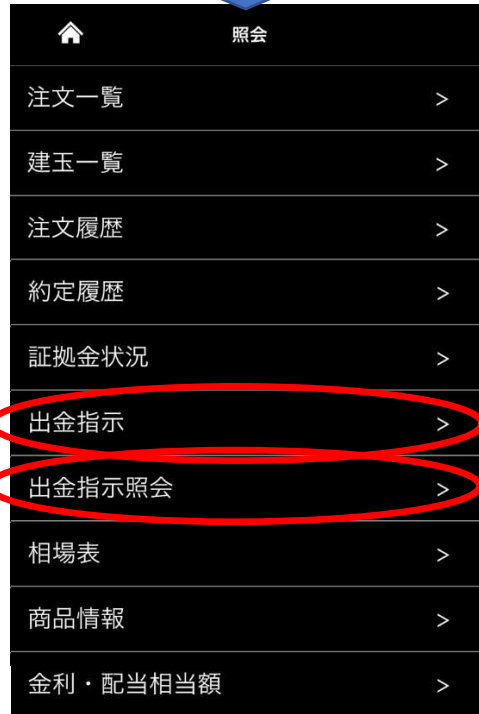 照会
注文一覧 >
建玉一覧 >
注文履歴 >
約定履歴 >
証拠金状況 >
出金指示 >
出金指示照会 >
相場表 >
商品情報 >
金利・配当相当額 >